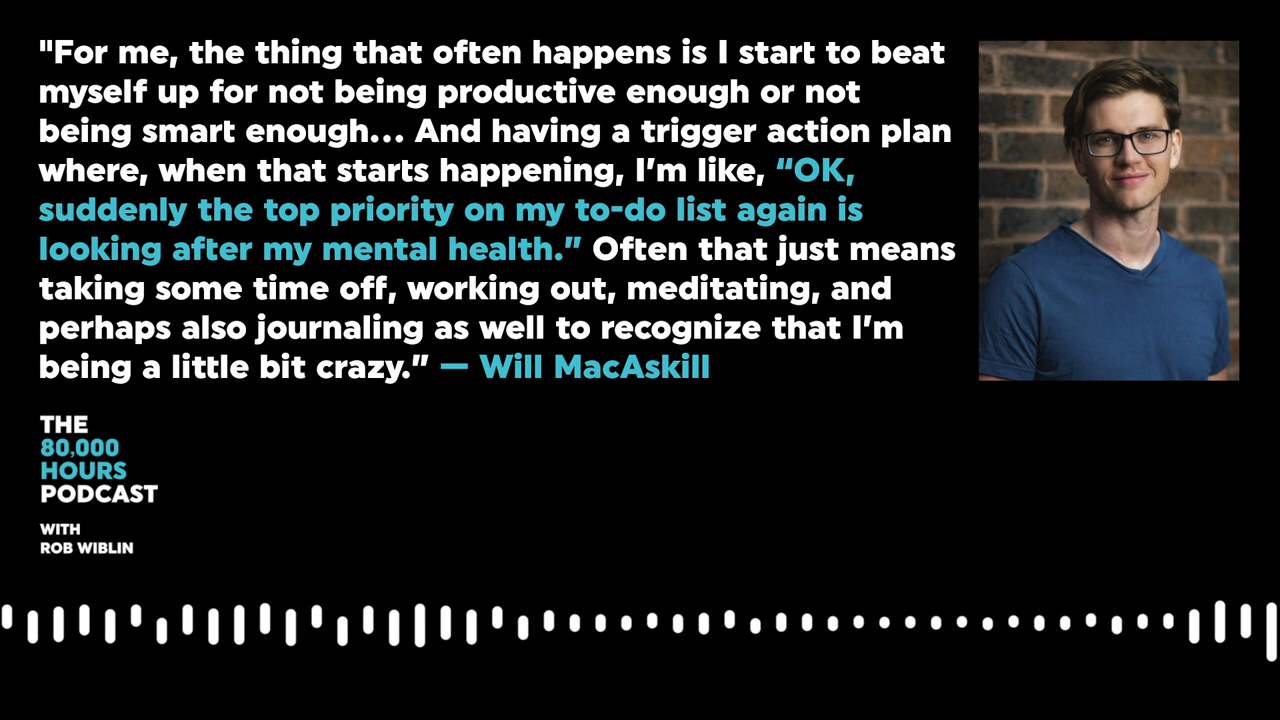 "For me, the thing that often happens is I start to beat
myself up for not being productive enough or not
being smart enough... And having a trigger action plan
where, when that starts happening, I'm like, “OK,
suddenly the top priority on my to-do list again is
looking after my mental health.” Often that just means
taking some time off, working out, meditating, and
perhaps also journaling as well to recognize that I'm
being a little bit crazy.” — Will MacAskill
THE
80,000
HOURS
PODCAST
WITH
ROB WIBLIN